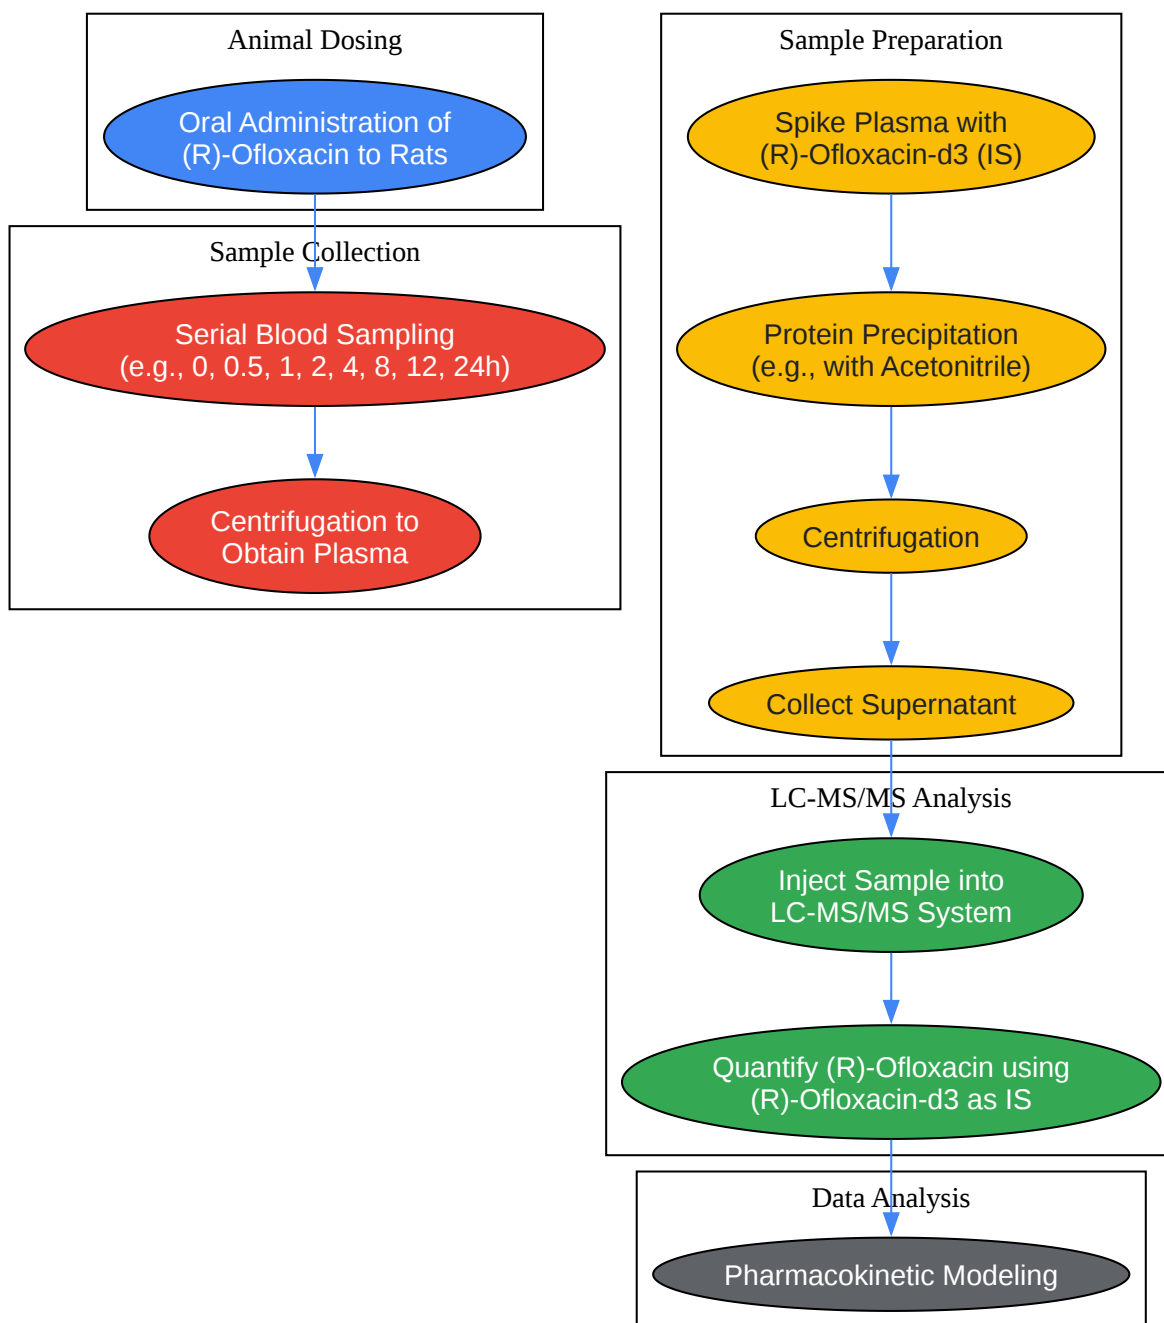 Animal Dosing
Oral Administration of
(R)-Ofloxacin to Rats
Sample Collection
Serial Blood Sampling
(e.g., 0, 0.5, 1, 2, 4, 8, 12, 24h)
Centrifugation to
Obtain Plasma
Sample Preparation
Spike Plasma with
(R)-Ofloxacin-d3 (IS)
Protein Precipitation
(e.g., with Acetonitrile)
Centrifugation
Collect Supernatant
LC-MS/MS Analysis
Inject Sample into
LC-MS/MS System
Quantify (R)-Ofloxacin using
(R)-Ofloxacin-d3 as IS
Data Analysis
Pharmacokinetic Modeling